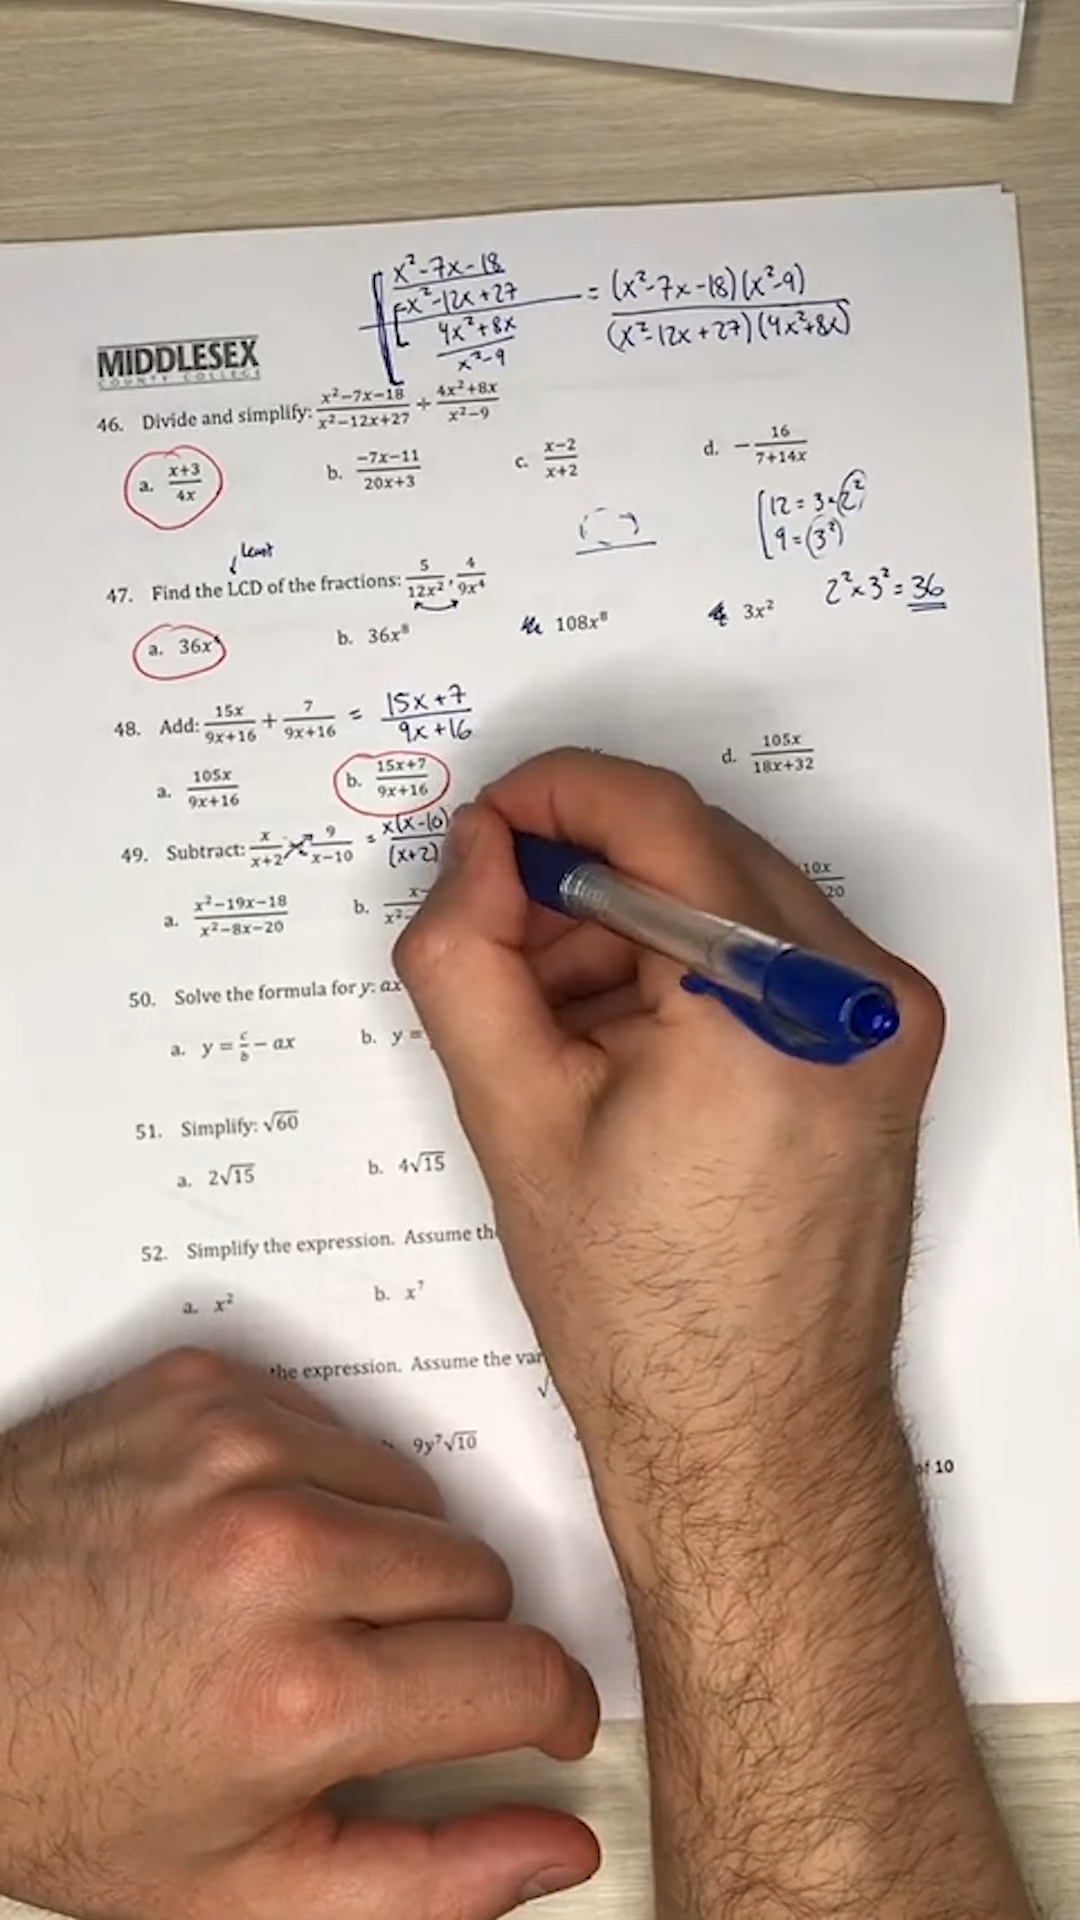 x²-7x-18
x²-12x+27
4x²+8x
x²-9
= (x²-7x-18)(x²-9)
(x²-12x+27)(4x²+8x)
MIDDLESEX
COUNTY COLLEGE
46. Divide and simplify: x²−7x−18 / x²−12x+27 ÷ 4x²+8x / x²−9
a. x+3 / 4x b. −7x−11 / 20x+3 c. x−2 / x+2 d. − 16 / 7+14x
12 = 3×2²
9 = (3²)
2²×3² = 36
Least
47. Find the LCD of the fractions: 5 / 12x² , 4 / 9x⁴
a. 36x b. 36x⁸ 108x⁸ 3x²
48. Add: 15x / 9x+16 + 7 / 9x+16 = 15x+7 / 9x+16
a. 105x / 9x+16 b. 15x+7 / 9x+16 d. 105x / 18x+32
49. Subtract: x / x+2 9 / x−10 = x(x-10) / (x+2)
a. x²−19x−18 / x²−8x−20 b. x− / x²− 10x / 20
50. Solve the formula for y: ax
a. y = c / b − ax b. y =
51. Simplify: √60
a. 2√15 b. 4√15
52. Simplify the expression. Assume th
a. x² b. x⁷
the expression. Assume the var
√
9y⁷√10
of 10